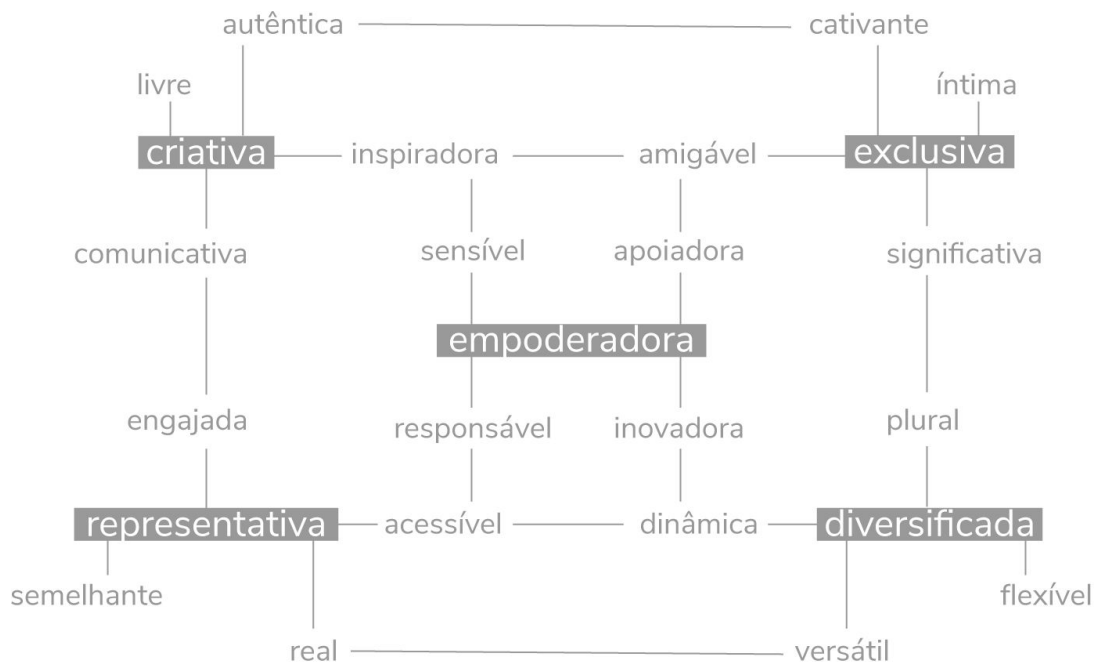 autêntica cativante
livre íntima
criativa inspiradora amigável exclusiva
comunicativa sensível apoiadora significativa
empoderadora
engajada responsável inovadora plural
representativa acessível dinâmica diversificada
semelhante flexível
real versátil